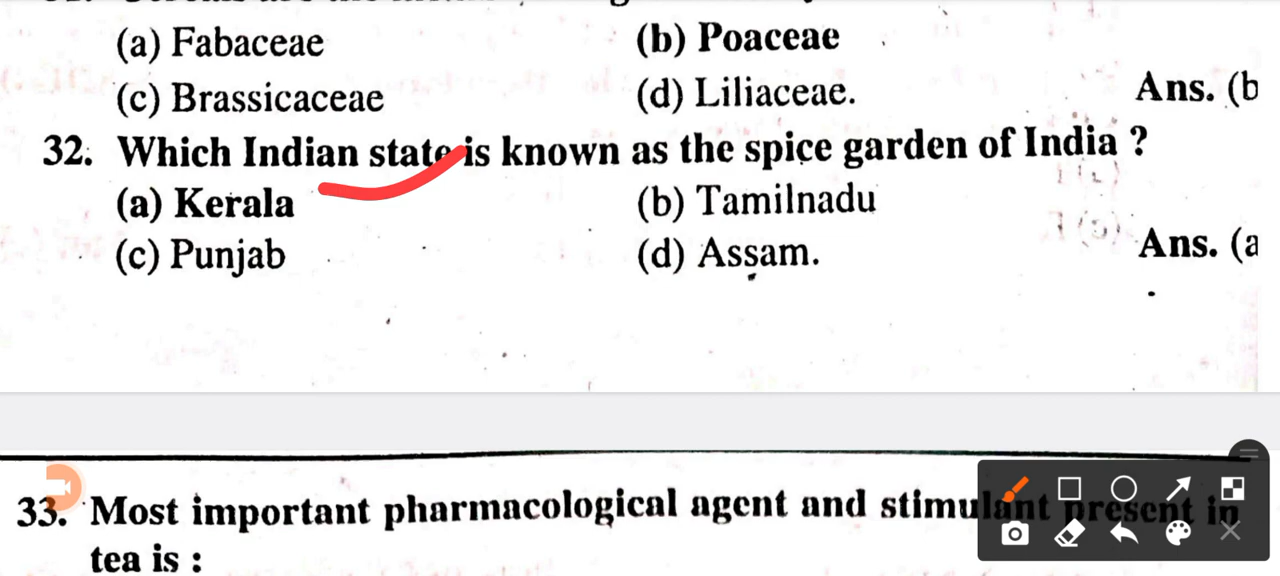 (a) Fabaceae (b) Poaceae
(c) Brassicaceae (d) Liliaceae. Ans. (b
32. Which Indian state is known as the spice garden of India ?
(a) Kerala (b) Tamilnadu
(c) Punjab (d) Assam. Ans. (a
33. Most important pharmacological agent and stimulant present in
tea is :